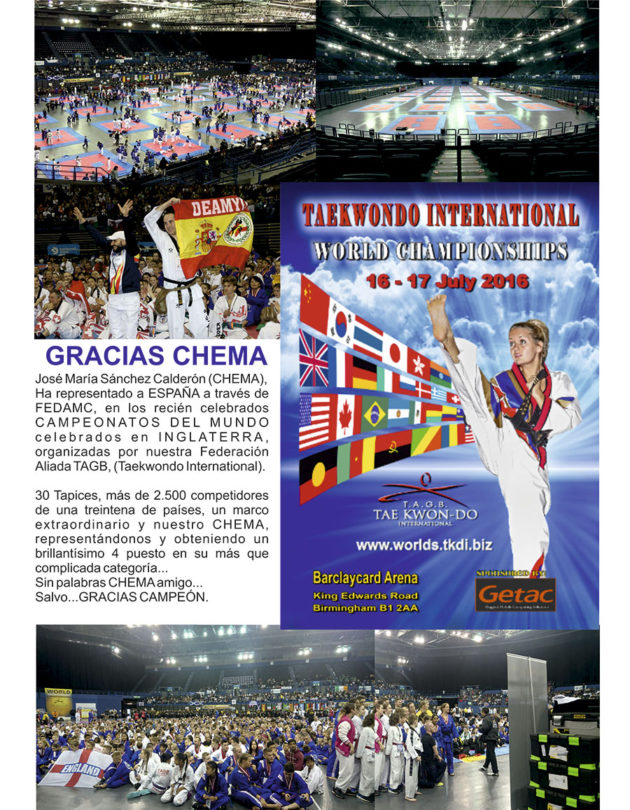 DEAMYI
GRACIAS CHEMA
José María Sánchez Calderón (CHEMA),
Ha representado a ESPAÑA a través de
FEDAMC, en los recién celebrados
CAMPEONATOS DEL MUNDO
celebrados en INGLATERRA,
organizadas por nuestra Federación
Aliada TAGB, (Taekwondo International).
30 Tapices, más de 2.500 competidores
de una treintena de países, un marco
extraordinario y nuestro CHEMA,
representándonos y obteniendo un
brillantísimo 4 puesto en su más que
complicada categoría...
Sin palabras CHEMA amigo...
Salvo...GRACIAS CAMPEÓN.
TAEKWONDO INTERNATIONAL
WORLD CHAMPIONSHIPS
16 - 17 July 2016
T.A.G.B.
TAE KWON-DO
INTERNATIONAL
www.worlds.tkdi.biz
Barclaycard Arena
King Edwards Road
Birmingham B1 2AA
SPONSORED BY
Getac
WORLD
ENGLAND